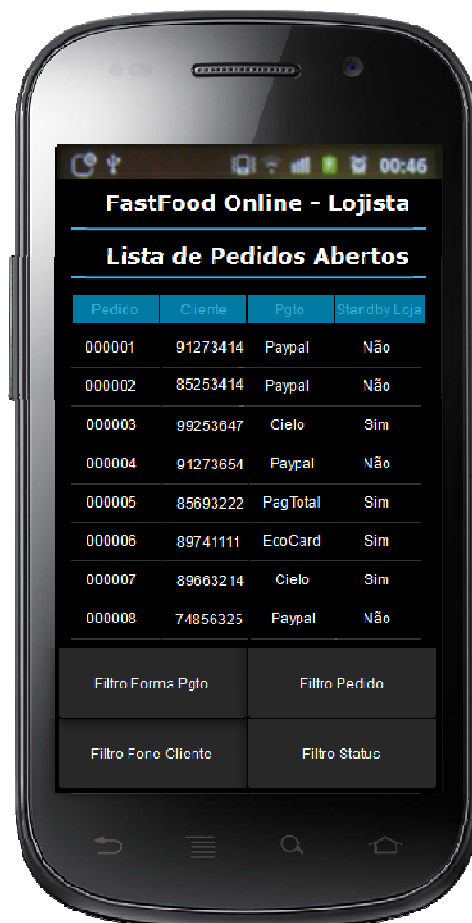 00:46
FastFood Online - Lojista
Lista de Pedidos Abertos
Pedico Cliente Pgto Standby Loja
000001 91273414 Paypal Não
000002 85253414 Paypal Não
000003 99253647 Cielo Sim
000004 91273654 Paypal Não
000005 85693222 PagTotal Sim
000006 89741111 EcoCard Sim
000007 89663214 Cielo Sim
000008 74856325 Paypal Não
Filtro Forma Pgto Filtro Pedido
Filtro Fone Cliente Filtro Status